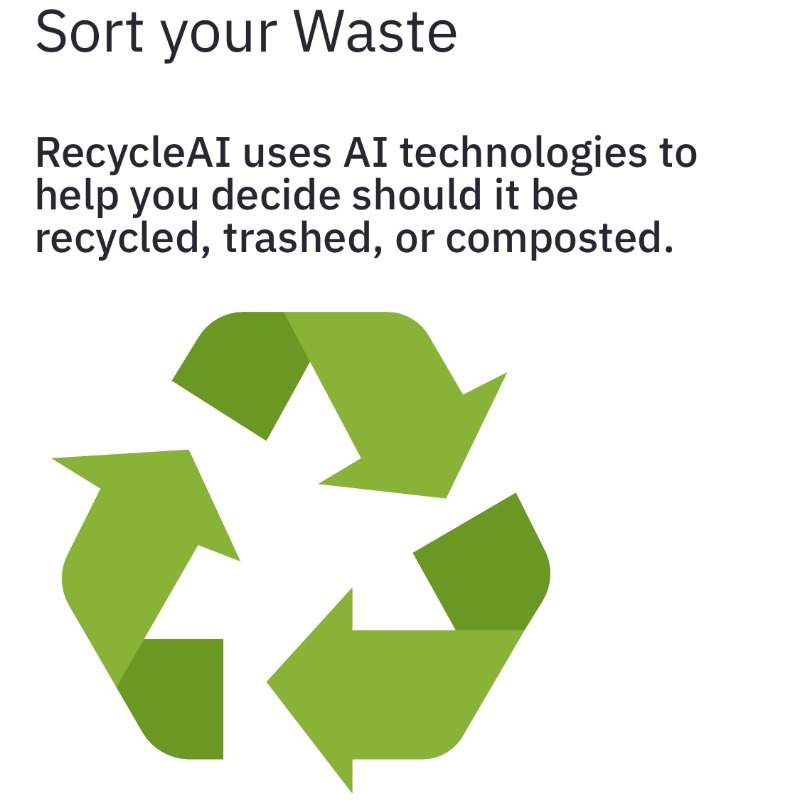 Sort your Waste
RecycleAI uses AI technologies to
help you decide should it be
recycled, trashed, or composted.